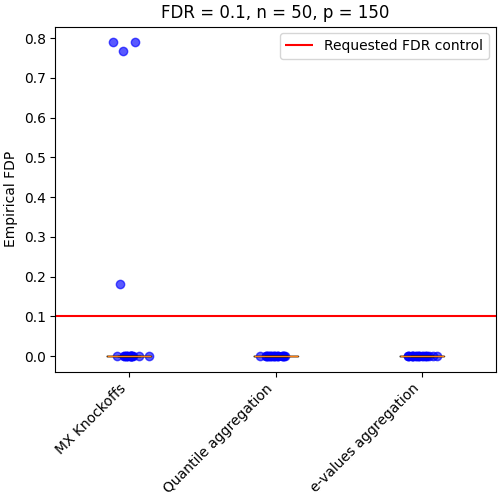 FDR = 0.1, n = 50, p = 150
Requested FDR control
Empirical FDP
0.8
0.7
0.6
0.5
0.4
0.3
0.2
0.1
0.0
MX Knockoffs
Quantile aggregation
e-values aggregation